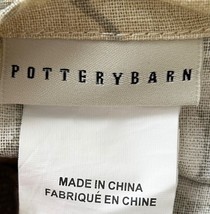 POTTERYBARN
MADE IN CHINA
FABRIQUÉ EN CHINE